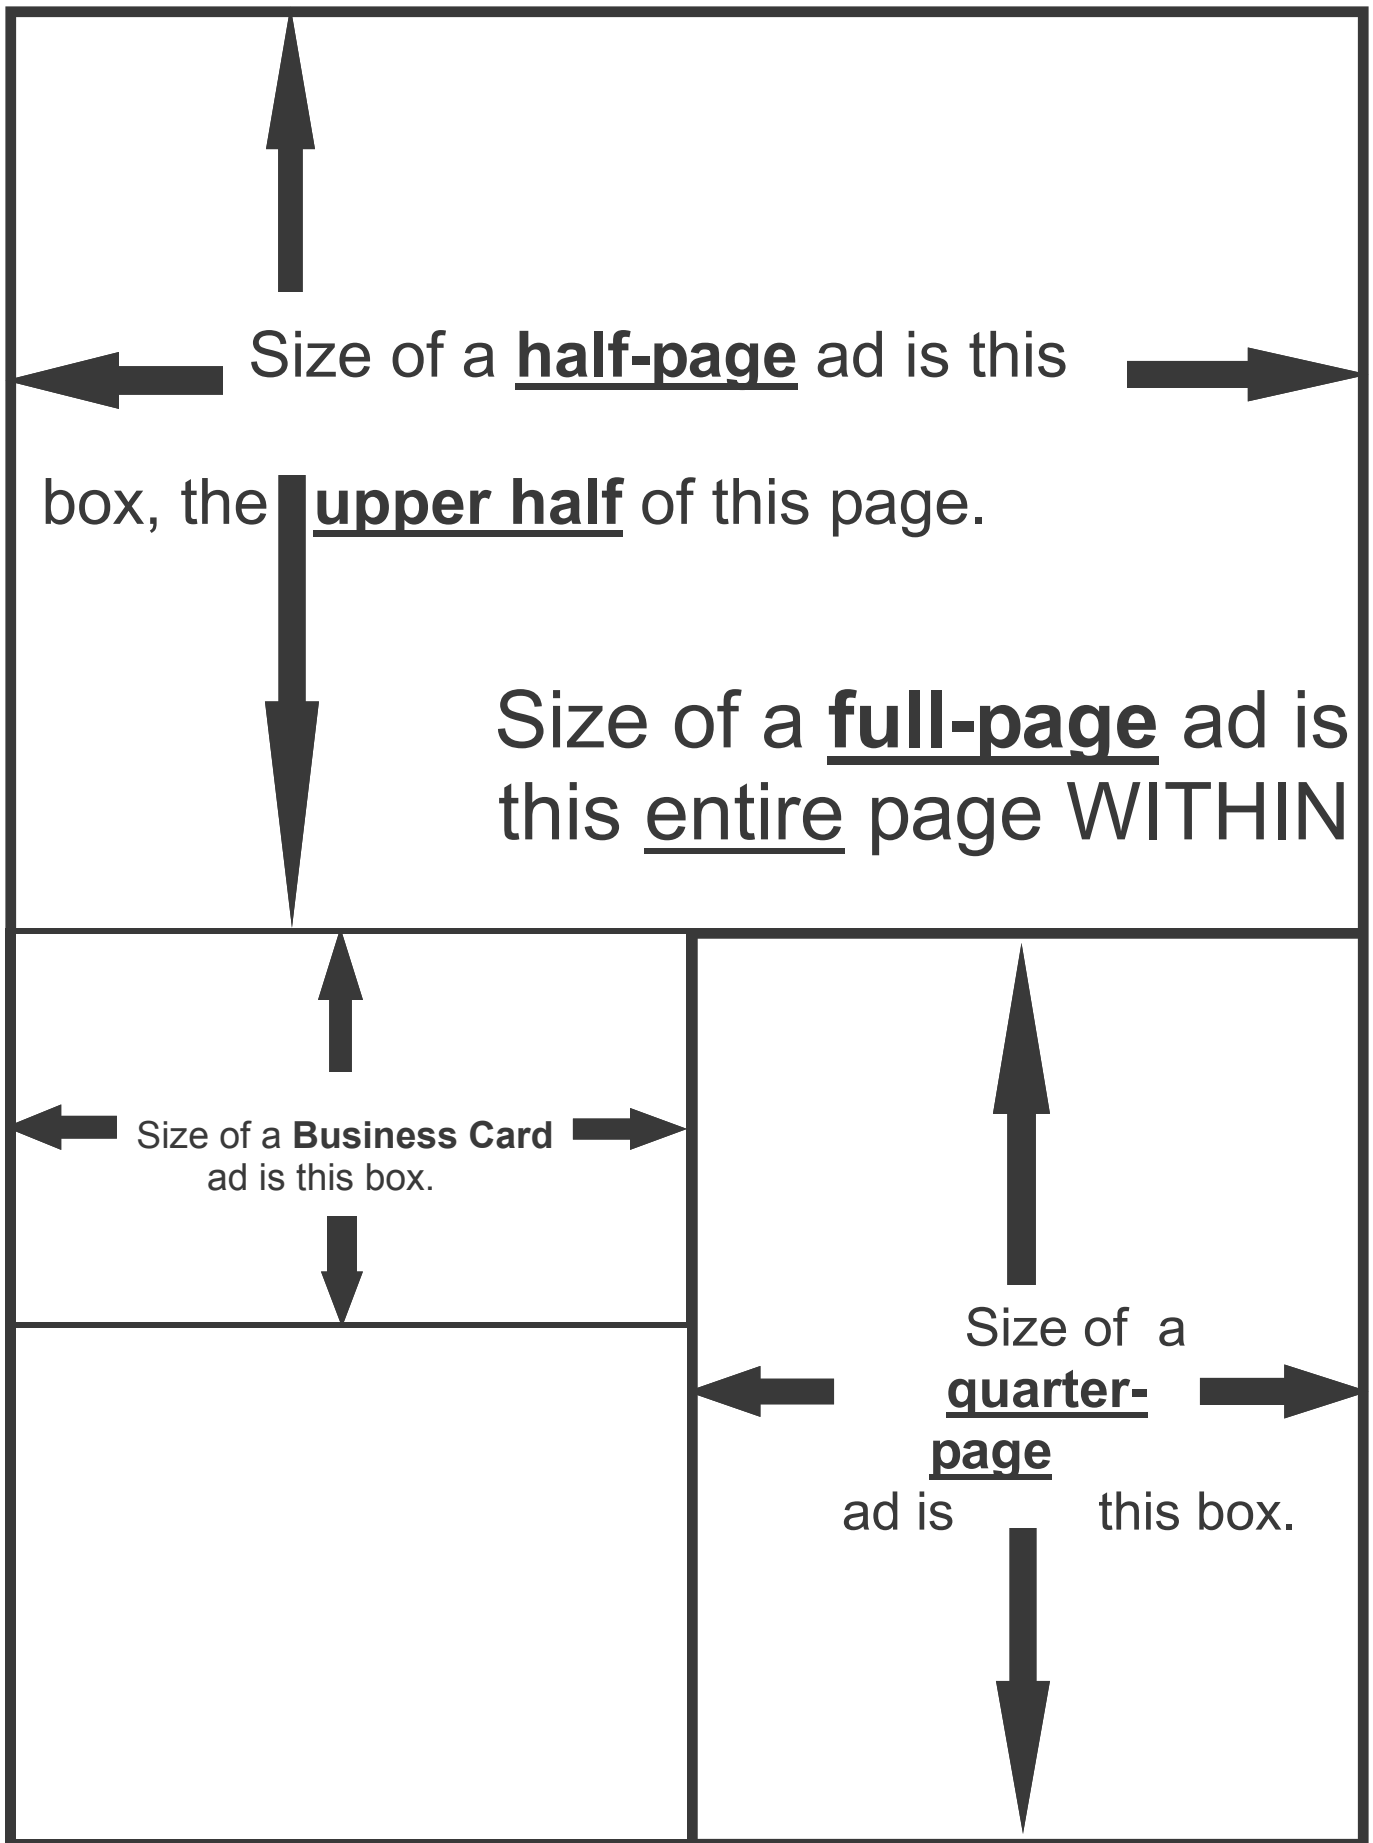 Size of a half-page ad is this
box, the upper half of this page.
Size of a full-page ad is
this entire page WITHIN
Size of a Business Card
ad is this box.
Size of a
quarter-
page
ad is this box.